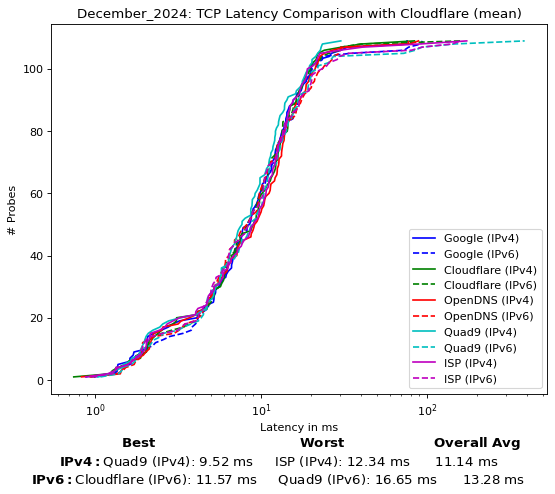 December_2024: TCP Latency Comparison with Cloudflare (mean)
100
80
60
40
20
0
# Probes
Google (IPv4)
Google (IPv6)
Cloudflare (IPv4)
Cloudflare (IPv6)
OpenDNS (IPv4)
OpenDNS (IPv6)
Quad9 (IPv4)
Quad9 (IPv6)
ISP (IPv4)
ISP (IPv6)
10⁰ 10¹ 10²
Latency in ms
Best Worst Overall Avg
IPv4: Quad9 (IPv4): 9.52 ms ISP (IPv4): 12.34 ms 11.14 ms
IPv6: Cloudflare (IPv6): 11.57 ms Quad9 (IPv6): 16.65 ms 13.28 ms